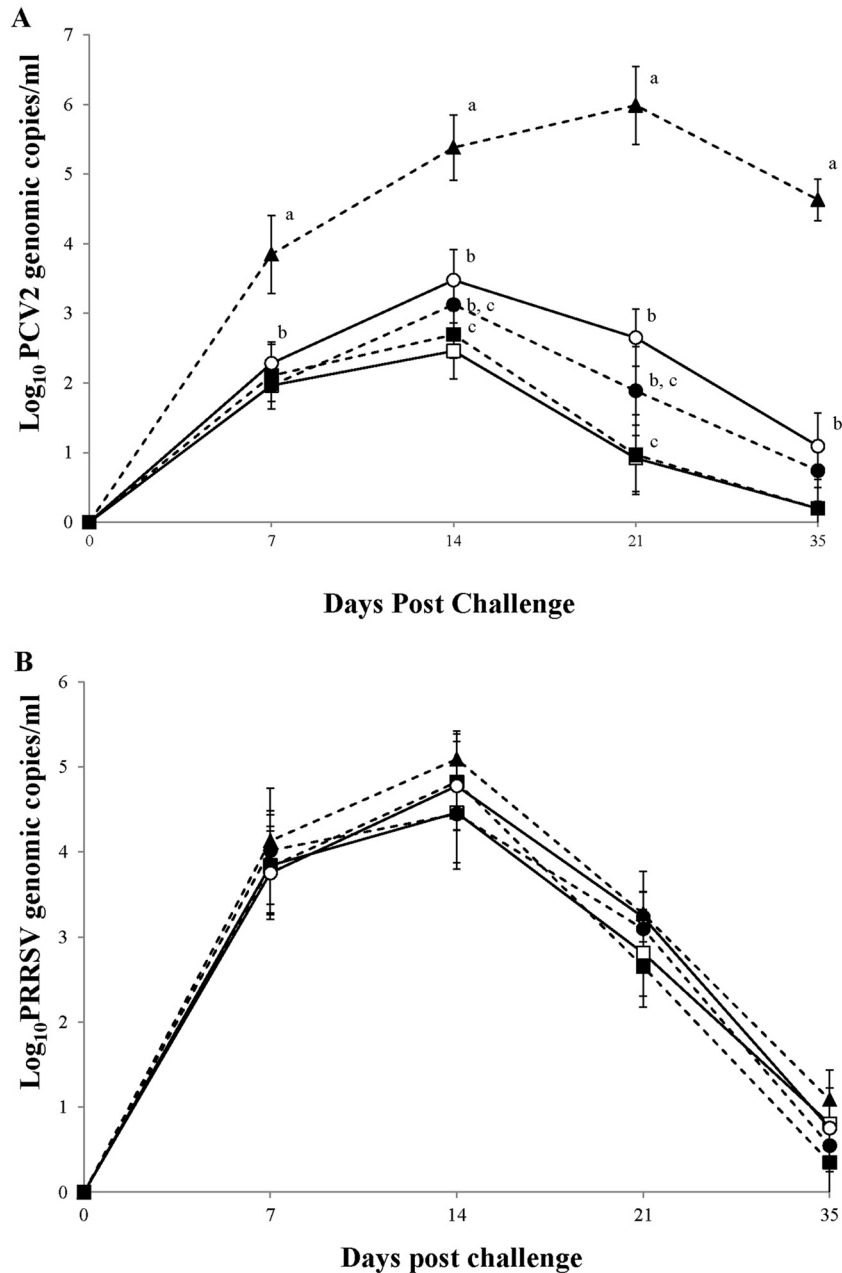 A
Log10 PCV2 genomic copies/ml
7
6
5
4
3
2
1
0
a
a
a
a
b
b
b, c
c
b
b, c
c
b
0 7 14 21 35
Days Post Challenge
B
Log10PRRSV genomic copies/ml
6
5
4
3
2
1
0
0 7 14 21 35
Days post challenge